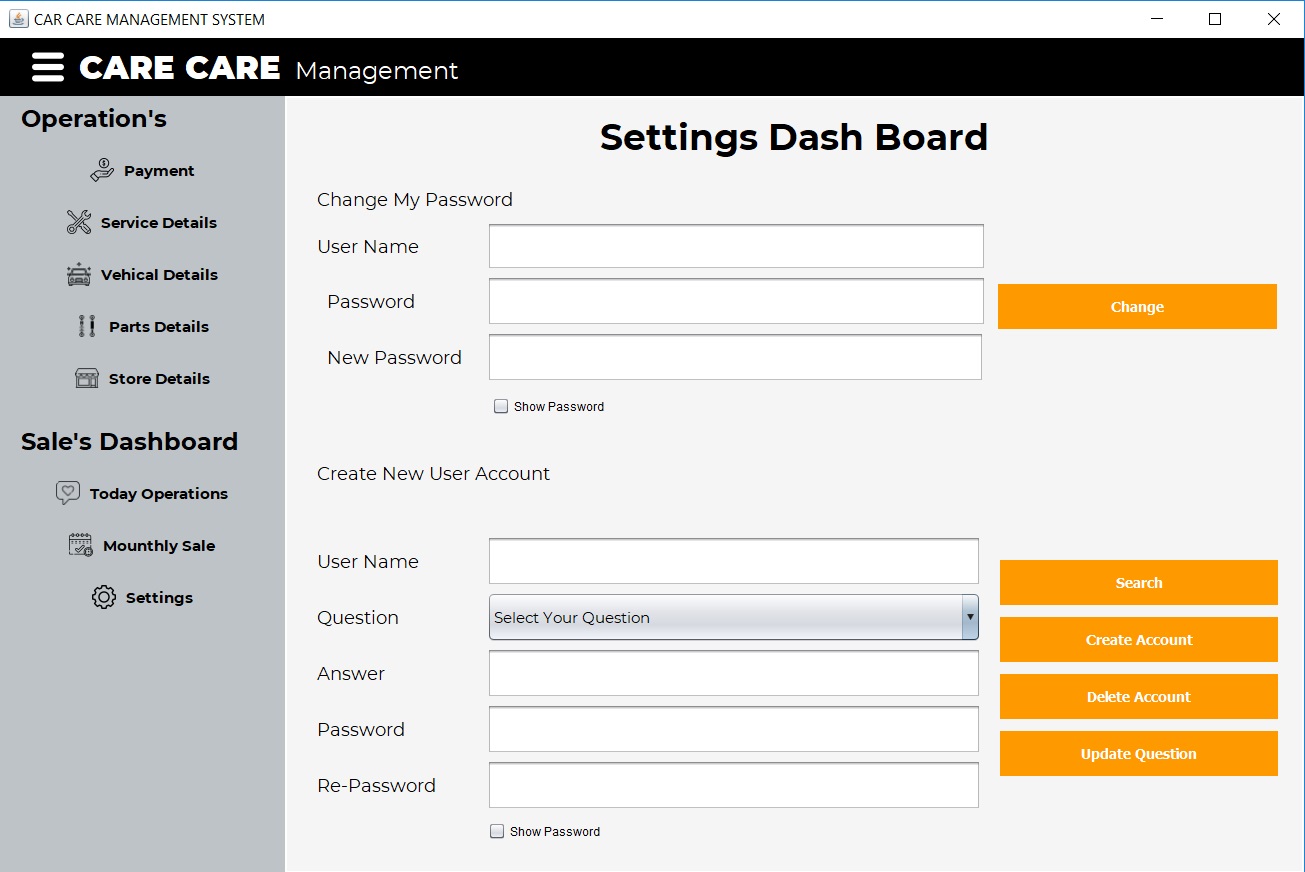 CAR CARE MANAGEMENT SYSTEM
CARE CARE Management
Operation's
Payment
Service Details
Vehical Details
Parts Details
Store Details
Sale's Dashboard
Today Operations
Mounthly Sale
Settings
Settings Dash Board
Change My Password
User Name
Password
Change
New Password
Show Password
Create New User Account
User Name
Search
Question
Select Your Question
Create Account
Answer
Delete Account
Password
Update Question
Re-Password
Show Password